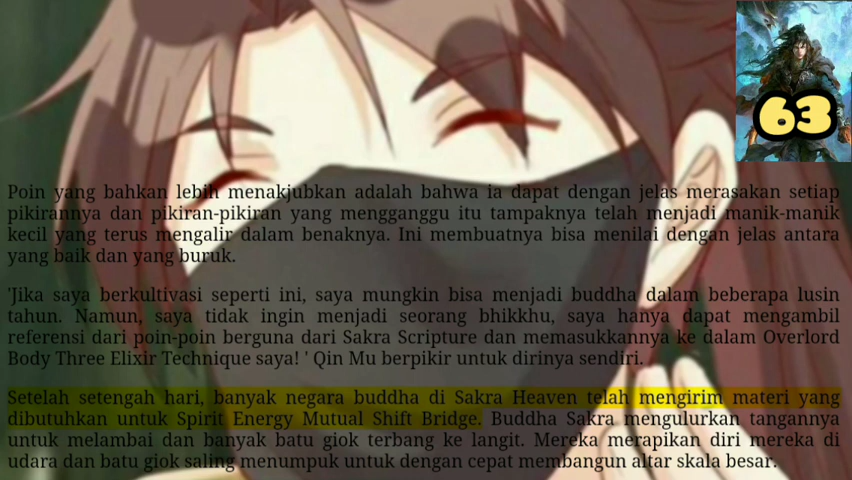 63
Poin yang bahkan lebih menakjubkan adalah bahwa ia dapat dengan jelas merasakan setiap
pikirannya dan pikiran-pikiran yang mengganggu itu tampaknya telah menjadi manik-manik
kecil yang terus mengalir dalam benaknya. Ini membuatnya bisa menilai dengan jelas antara
yang baik dan yang buruk.
'Jika saya berkultivasi seperti ini, saya mungkin bisa menjadi buddha dalam beberapa lusin
tahun. Namun, saya tidak ingin menjadi seorang bhikkhu, saya hanya dapat mengambil
referensi dari poin-poin berguna dari Sakra Scripture dan memasukkannya ke dalam Overlord
Body Three Elixir Technique saya! ' Qin Mu berpikir untuk dirinya sendiri.
Setelah setengah hari, banyak negara buddha di Sakra Heaven telah mengirim materi yang
dibutuhkan untuk Spirit Energy Mutual Shift Bridge. Buddha Sakra mengulurkan tangannya
untuk melambai dan banyak batu giok terbang ke langit. Mereka merapikan diri mereka di
udara dan batu giok saling menumpuk untuk dengan cepat membangun altar skala besar.